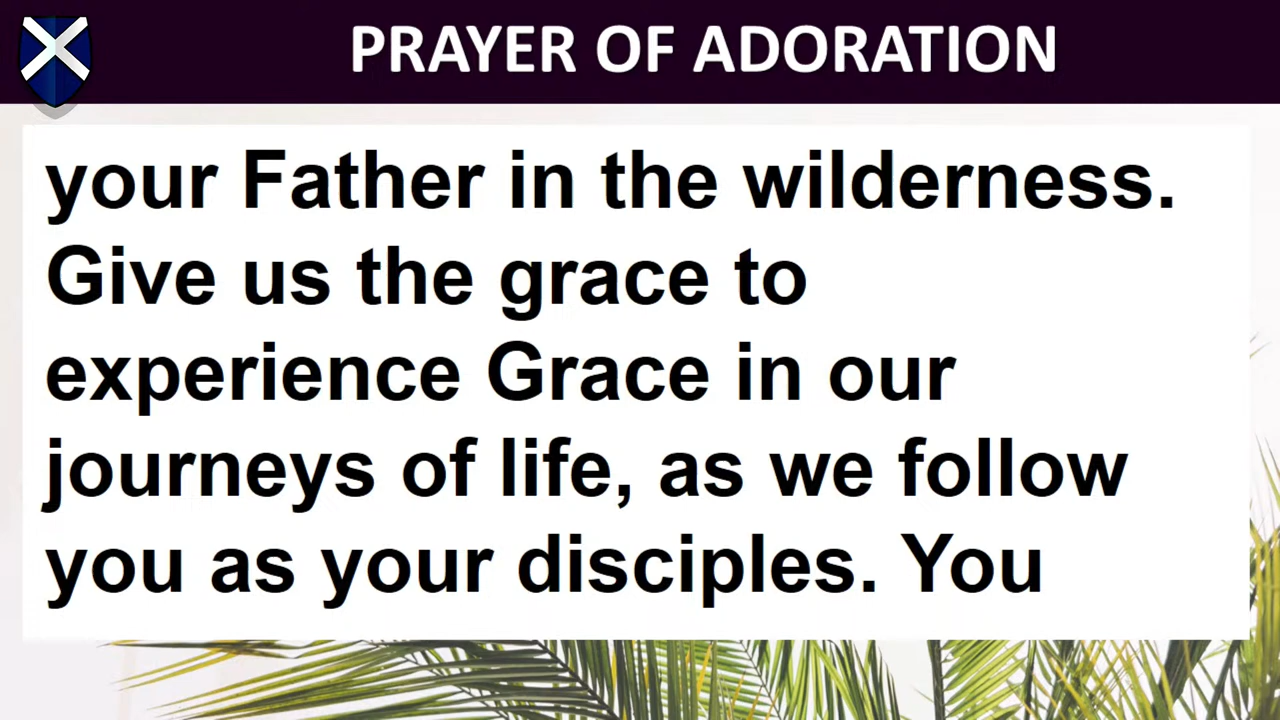 PRAYER OF ADORATION
your Father in the wilderness.
Give us the grace to
experience Grace in our
journeys of life, as we follow
you as your disciples. You